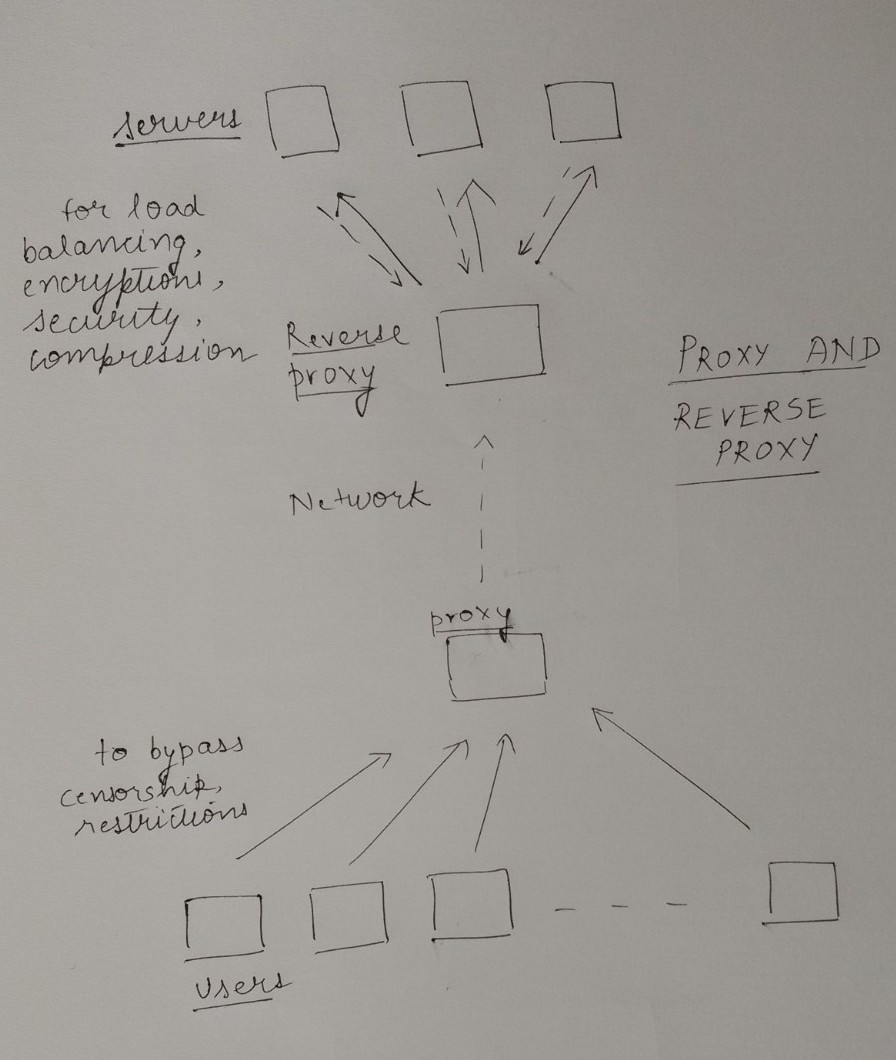 servers
for load
balancing,
encryptions,
security,
compression
Reverse
proxy
PROXY AND
REVERSE
PROXY
Network
proxy
to bypass
censorship,
restrictions
Users